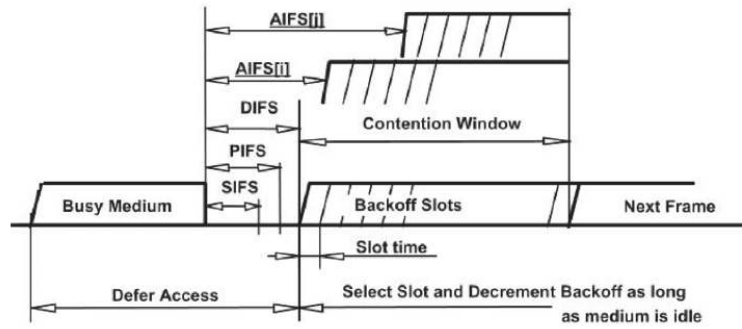 AIFS[j]
AIFS[i]
DIFS
Contention Window
PIFS
SIFS
Busy Medium
Backoff Slots
Next Frame
Slot time
Defer Access
Select Slot and Decrement Backoff as long
as medium is idle